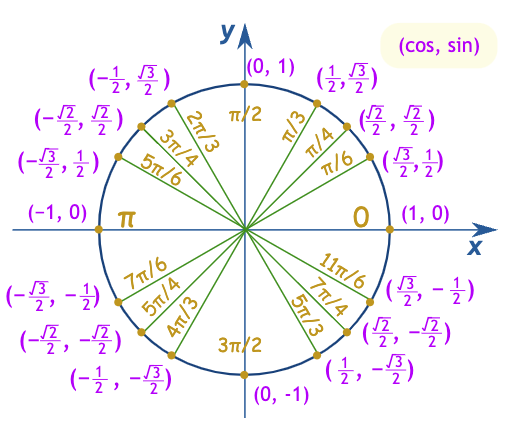 y
(cos, sin)
(0, 1)
(-1/2, √3/2)
(1/2, √3/2)
(-√2/2, √2/2)
2π/3
π/2
π/3
(√2/2, √2/2)
3π/4
π/4
(-√3/2, 1/2)
5π/6
π/6
(√3/2, 1/2)
(-1, 0)
π
0
(1, 0)
x
7π/6
11π/6
(-√3/2, -1/2)
(√3/2, -1/2)
5π/4
7π/4
(-√2/2, -√2/2)
4π/3
3π/2
5π/3
(√2/2, -√2/2)
(-1/2, -√3/2)
(0, -1)
(1/2, -√3/2)